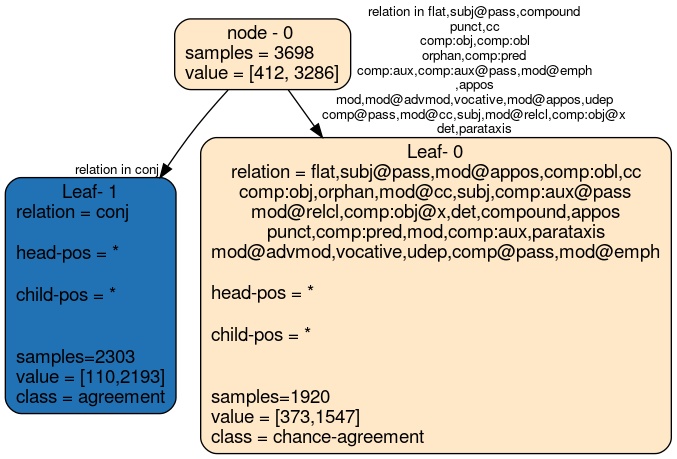 node - 0
samples = 3698
value = [412, 3286]
relation in flat,subj@pass,compound
punct,cc
comp:obj,comp:obl
orphan,comp:pred
comp:aux,comp:aux@pass,mod@emph
,appos
mod,mod@advmod,vocative,mod@appos,udep
comp@pass,mod@cc,subj,mod@relcl,comp:obj@x
det,parataxis
relation in conj
Leaf- 1
relation = conj
head-pos = *
child-pos = *
samples=2303
value = [110,2193]
class = agreement
Leaf- 0
relation = flat,subj@pass,mod@appos,comp:obl,cc
comp:obj,orphan,mod@cc,subj,comp:aux@pass
mod@relcl,comp:obj@x,det,compound,appos
punct,comp:pred,mod,comp:aux,parataxis
mod@advmod,vocative,udep,comp@pass,mod@emph
head-pos = *
child-pos = *
samples=1920
value = [373,1547]
class = chance-agreement